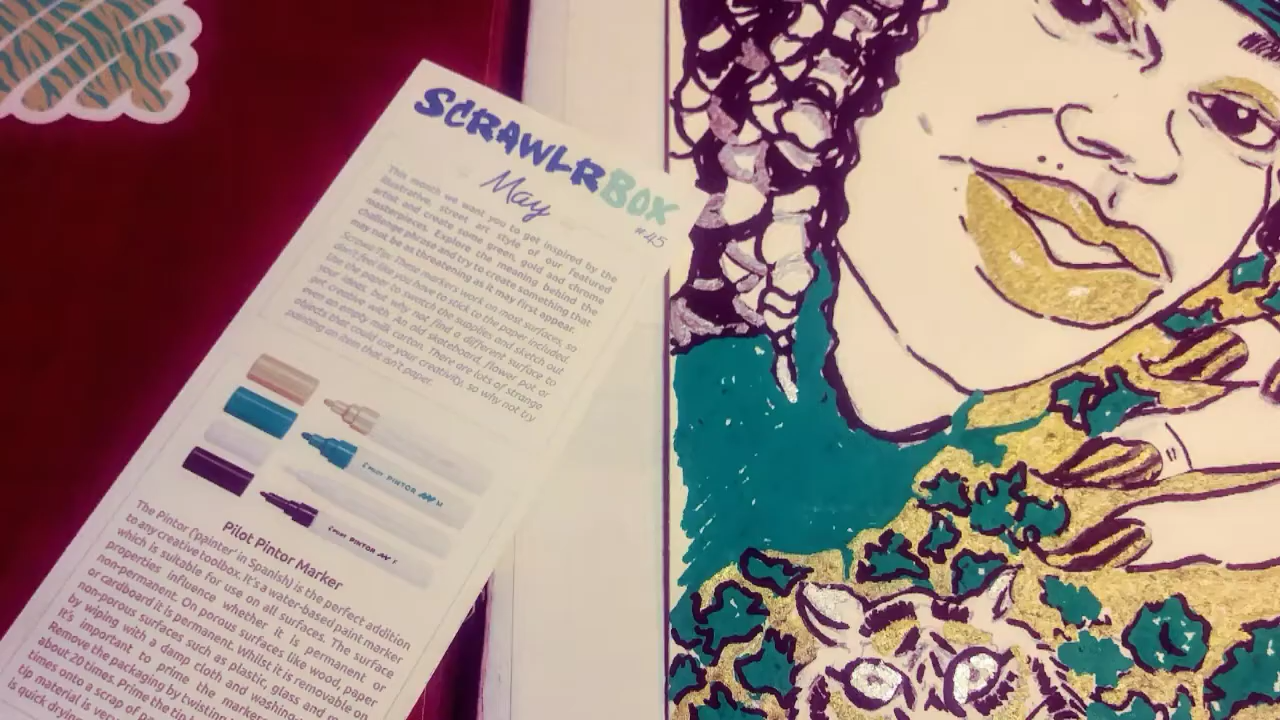 SCRAWLRBOX
May
#45
This month we want you to get inspired by the
illustrative, street art style of our featured
artist and create some green, gold and chrome
masterpieces. Explore the meaning behind the
challenge phrase and try to create something that
may not be as threatening as it may first appear.
Scrawlr Tip: These markers work on most surfaces, so
don't feel like you have to stick to the paper included.
Use the paper to swatch the supplies and sketch out
your ideas, but why not find a different surface to
get creative with. An old skateboard, flower pot or
even an empty milk carton. There are lots of strange
objects that could use your creativity, so why not try
painting on item that isn't paper.
PILOT PINTOR M
PILOT PINTOR F
Pilot Pintor Marker
The Pintor ('painter' in Spanish) is the perfect addition
to any creative toolbox. It's a water-based paint marker
which is suitable for use on all surfaces. The surface
properties influence whether it is permanent or
non-permanent. On porous surfaces like wood, paper
or cardboard it is permanent. Whilst it is removable on
non-porous surfaces such as plastic, glass and
by wiping with a damp cloth and washing
It's important to prime the markers
Remove the packaging by twisting
about 20 times. Prime the tip
times onto a scrap of
tip material is very
is quick drying